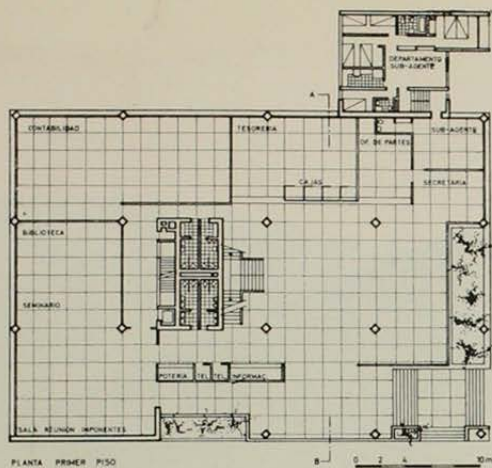 DEPARTAMENTO
SUB-AGENTE
A
CONTABILIDAD
TESORERIA
OF. DE PARTES
SUB-AGENTE
CAJAS
SECRETARIA
BIBLIOTECA
SEMINARIO
POTERIA
TEL
TEL
INFORMAC.
SALA REUNION IMPONENTES
PLANTA PRIMER PISO
B
0 2 4 10 m